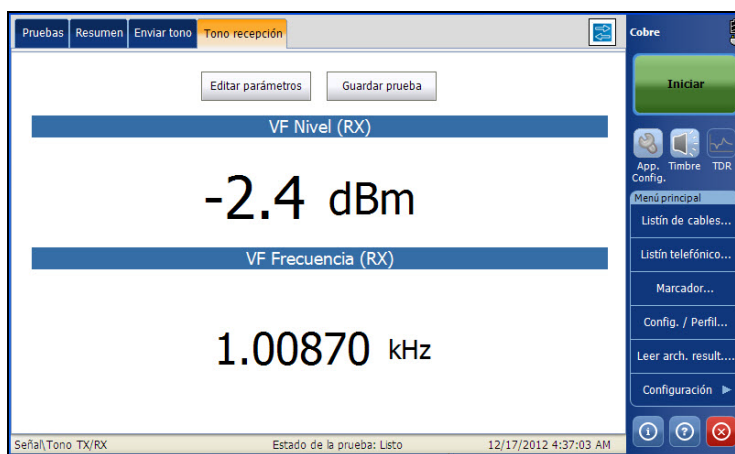 Pruebas Resumen Enviar tono Tono recepción
Editar parámetros Guardar prueba
VF Nivel (RX)
-2.4 dBm
VF Frecuencia (RX)
1.00870 kHz
Señal\Tono TX/RX Estado de la prueba: Listo 12/17/2012 4:37:03 AM
Cobre
Iniciar
App. Config. Timbre TDR
Menú principal
Listín de cables...
Listín telefónico...
Marcador...
Config. / Perfil...
Leer arch. result....
Configuración